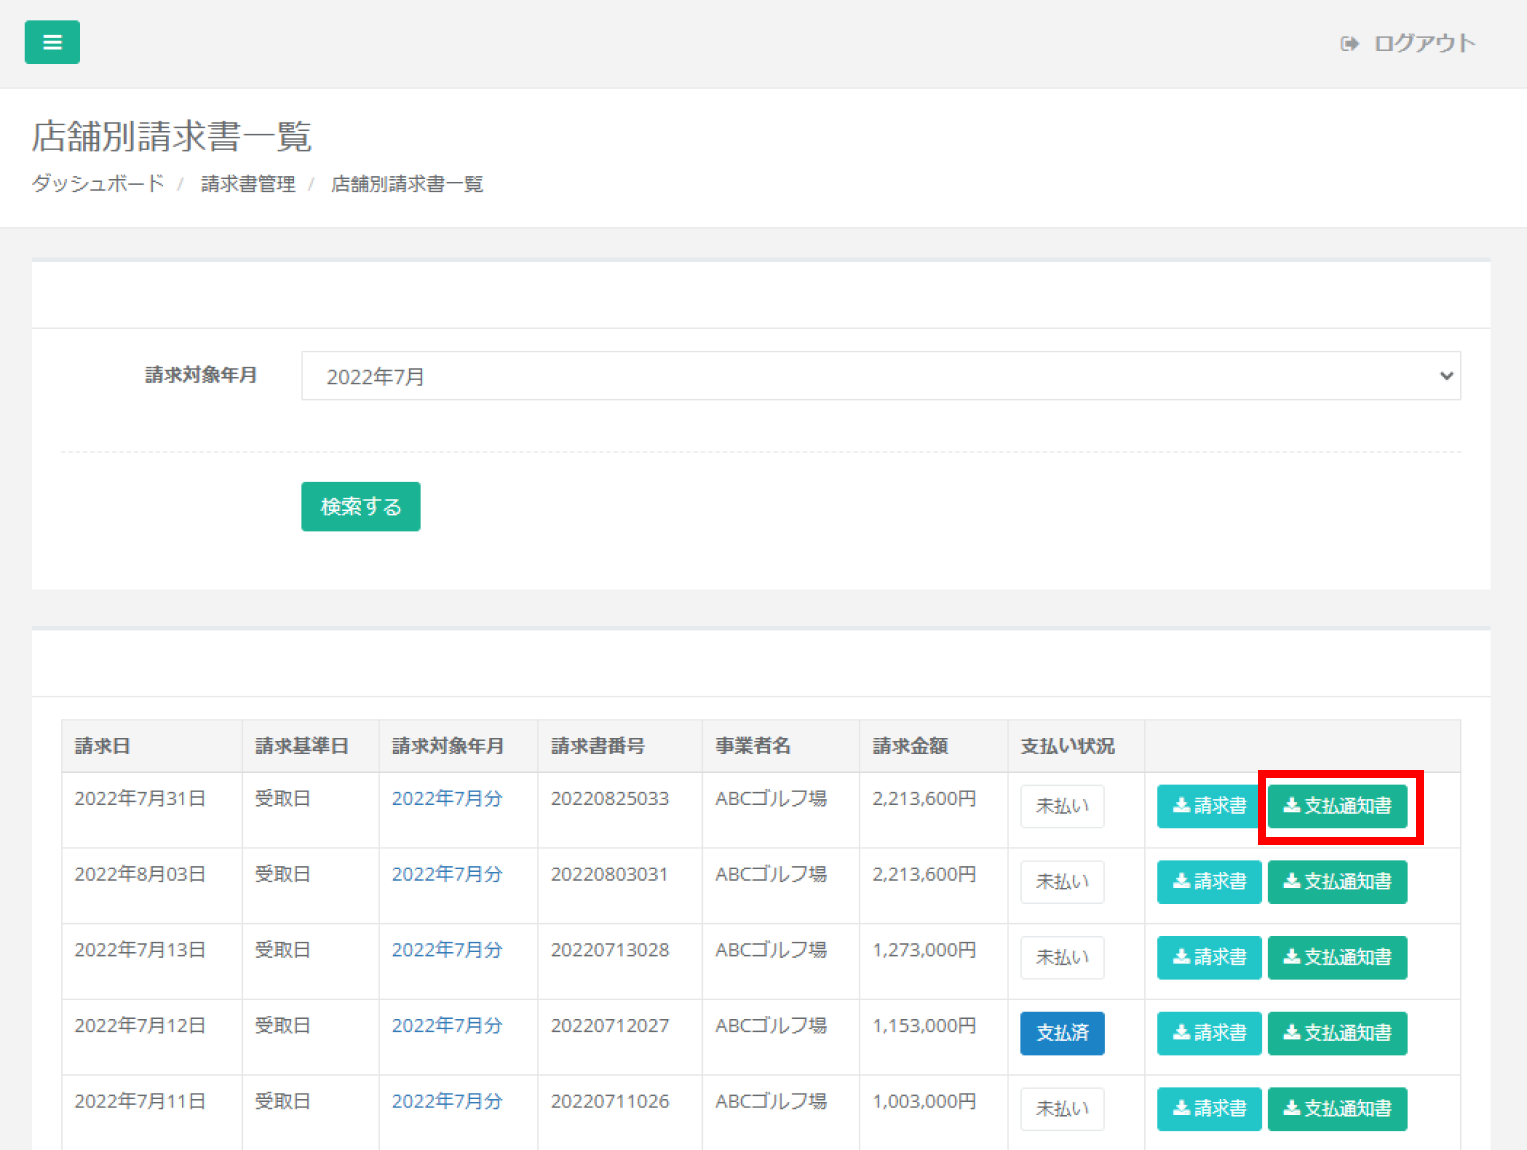 ログアウト
店舗別請求書一覧
ダッシュボード / 請求書管理 / 店舗別請求書一覧
請求対象年月 2022年7月
検索する
請求日 請求基準日 請求対象年月 請求書番号 事業者名 請求金額 支払い状況
2022年7月31日 受取日 2022年7月分 20220825033 ABCゴルフ場 2,213,600円 未払い 請求書 支払通知書
2022年8月03日 受取日 2022年7月分 20220803031 ABCゴルフ場 2,213,600円 未払い 請求書 支払通知書
2022年7月13日 受取日 2022年7月分 20220713028 ABCゴルフ場 1,273,000円 未払い 請求書 支払通知書
2022年7月12日 受取日 2022年7月分 20220712027 ABCゴルフ場 1,153,000円 支払済 請求書 支払通知書
2022年7月11日 受取日 2022年7月分 20220711026 ABCゴルフ場 1,003,000円 未払い 請求書 支払通知書